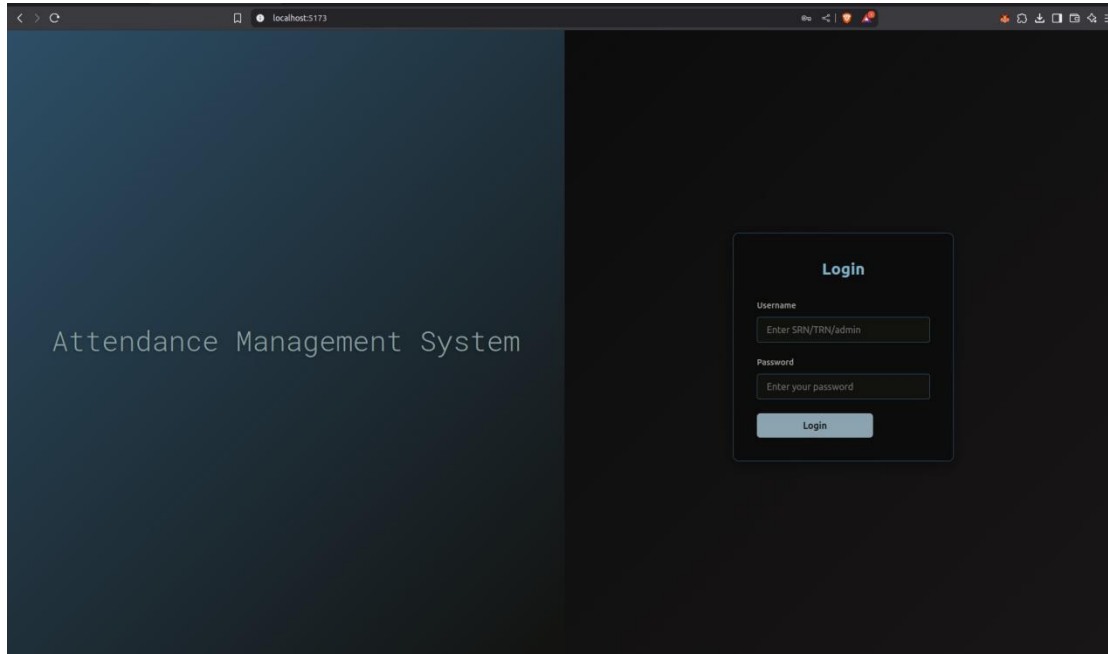 localhost:5173
Attendance Management System
Login
Username
Enter SRN/TRN/admin
Password
Enter your password
Login